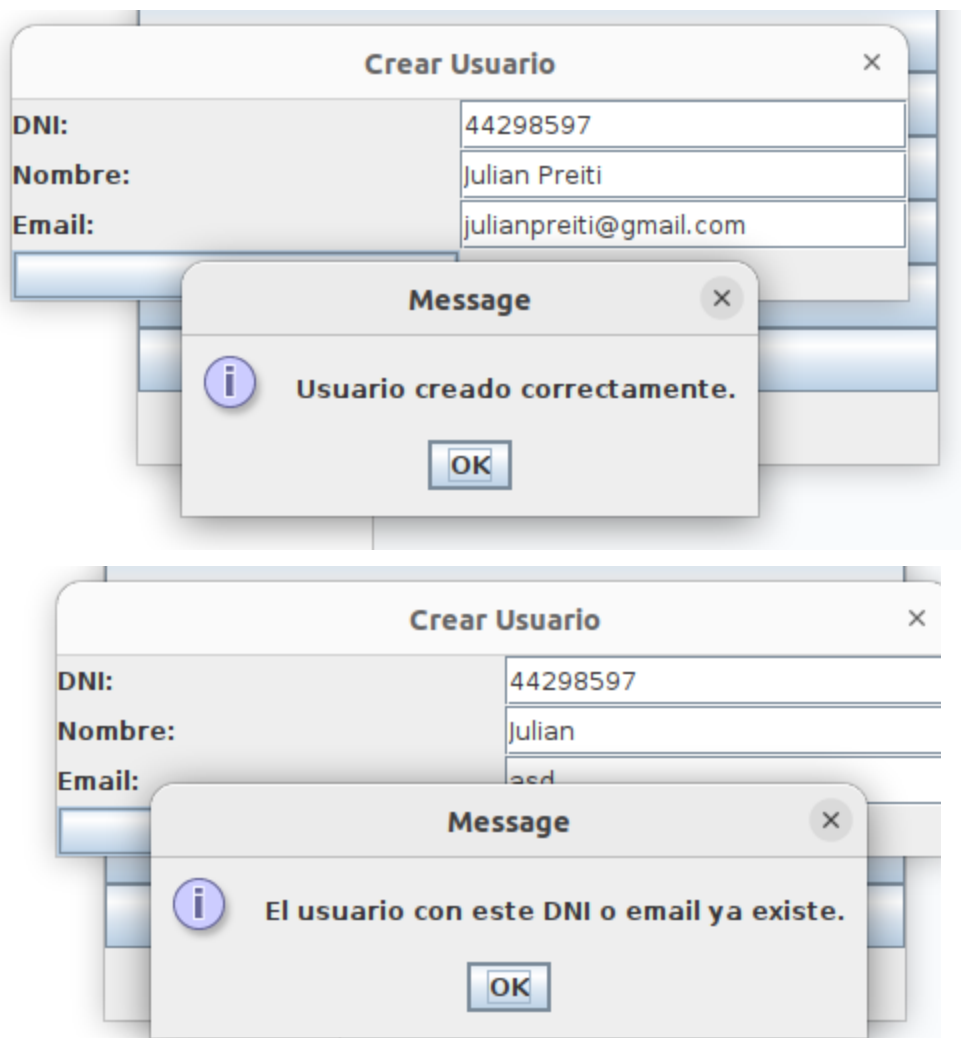 Crear Usuario
DNI: 44298597
Nombre: Julian Preiti
Email: julianpreiti@gmail.com
Message
Usuario creado correctamente.
OK
Crear Usuario
DNI: 44298597
Nombre: Julian
Email: asd
Message
El usuario con este DNI o email ya existe.
OK